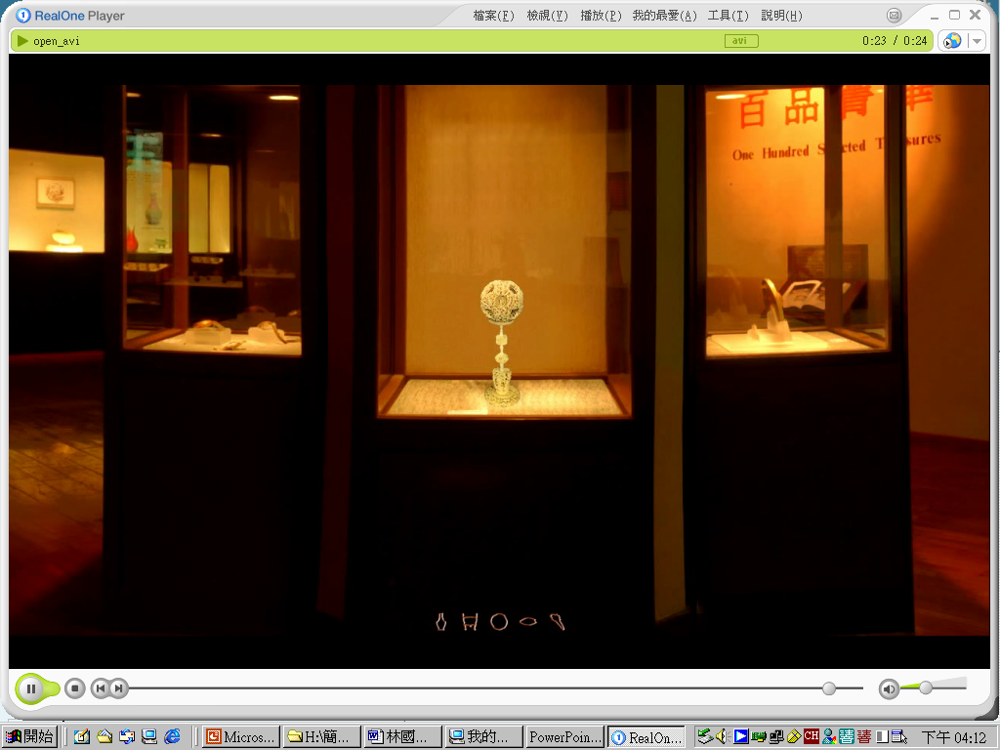 RealOne Player
檔案(F) 檢視(V) 播放(P) 我的最愛(A) 工具(T) 說明(H)
open_avi
avi
0:23 / 0:24
百品菁華
One Hundred Selected Treasures
開始
Micros...
H:\簡...
林國...
我的...
PowerPoin...
RealOn...
CH
下午 04:12